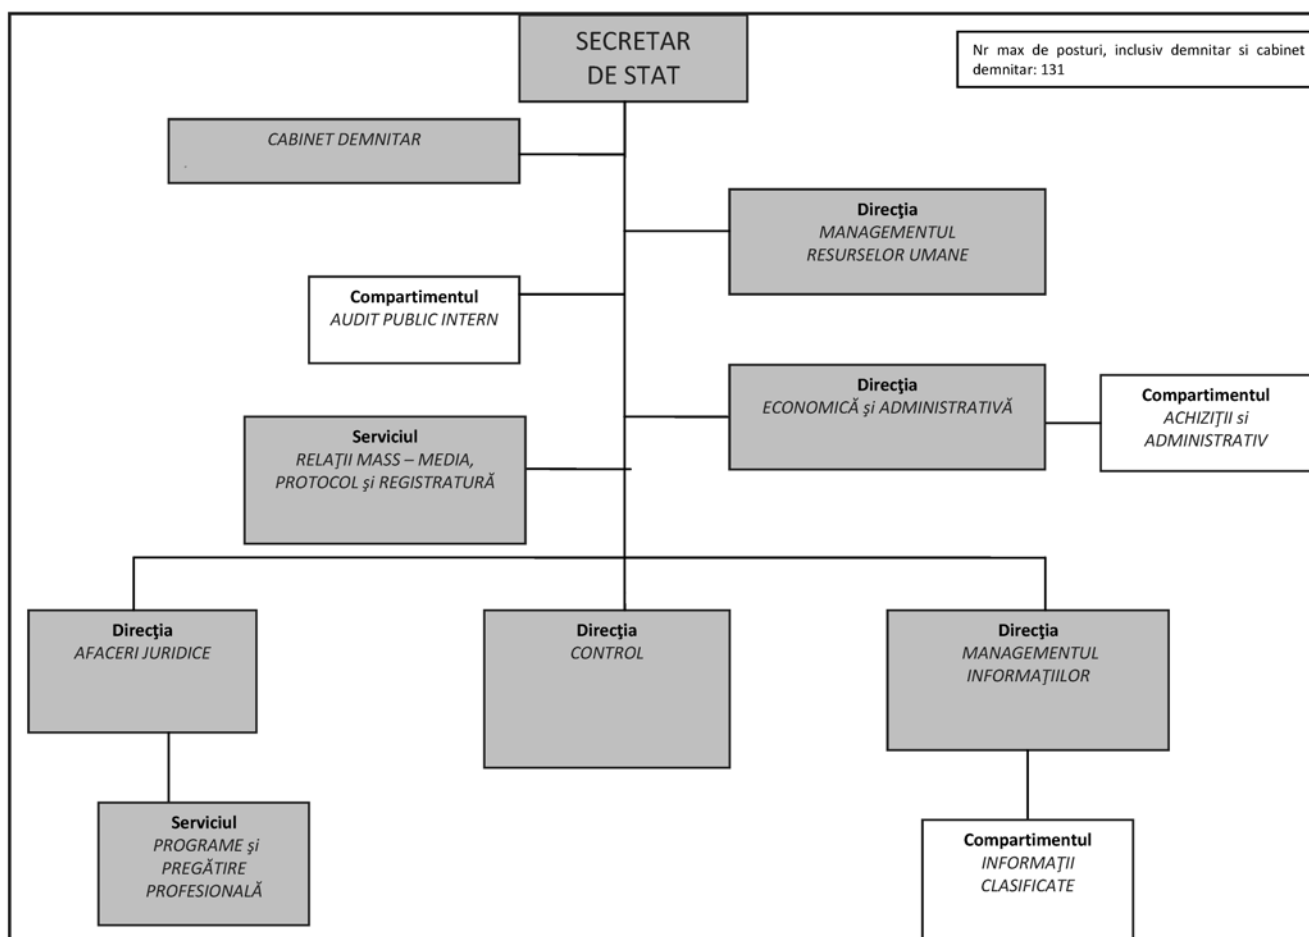 SECRETAR
DE STAT
Nr max de posturi, inclusiv demnitar si cabinet
demnitar: 131
CABINET DEMNITAR
.
Direcţia
MANAGEMENTUL
RESURSELOR UMANE
Compartimentul
AUDIT PUBLIC INTERN
Direcţia
ECONOMICĂ şi ADMINISTRATIVĂ
Compartimentul
ACHIZIŢII si
ADMINISTRATIV
Serviciul
RELAŢII MASS – MEDIA,
PROTOCOL şi REGISTRATURĂ
Direcţia
AFACERI JURIDICE
Direcţia
CONTROL
Direcţia
MANAGEMENTUL
INFORMAŢIILOR
Serviciul
PROGRAME şi
PREGĂTIRE
PROFESIONALĂ
Compartimentul
INFORMAŢII
CLASIFICATE